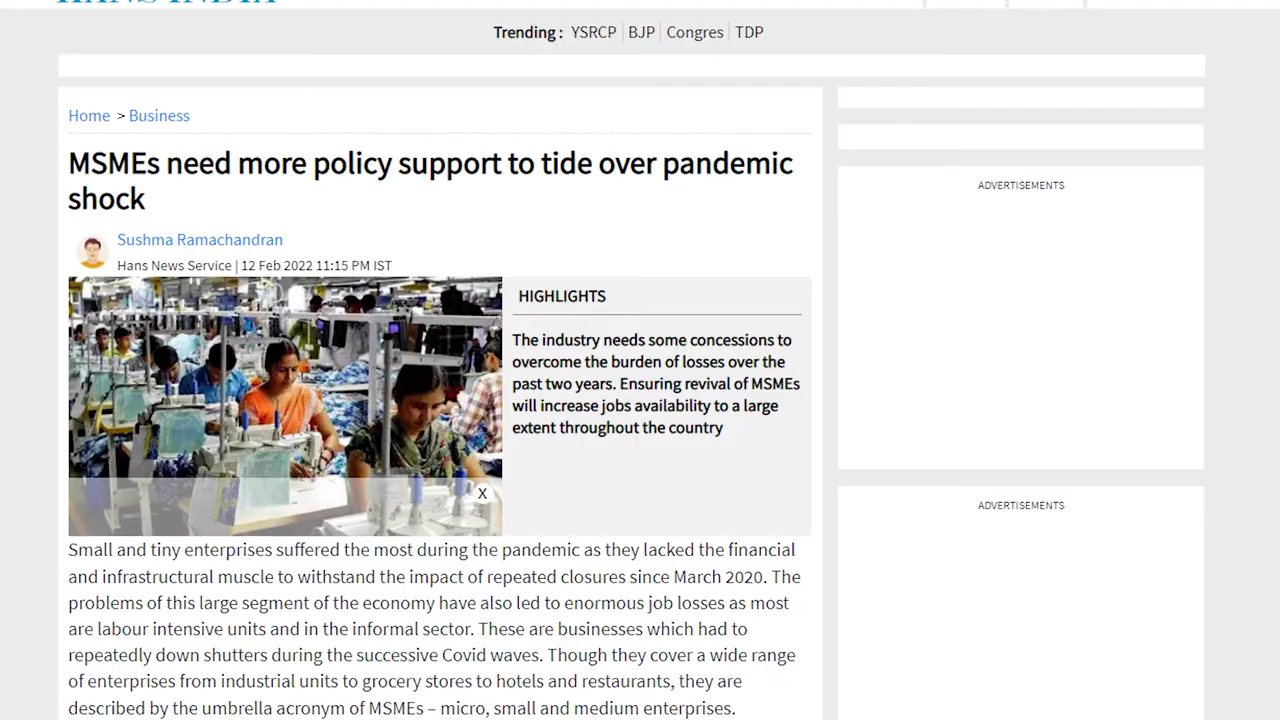 HANS INDIA
Trending : YSRCP BJP Congres TDP
Home > Business
MSMEs need more policy support to tide over pandemic
shock
Sushma Ramachandran
Hans News Service | 12 Feb 2022 11:15 PM IST
HIGHLIGHTS
The industry needs some concessions to
overcome the burden of losses over the
past two years. Ensuring revival of MSMEs
will increase jobs availability to a large
extent throughout the country
X
Small and tiny enterprises suffered the most during the pandemic as they lacked the financial
and infrastructural muscle to withstand the impact of repeated closures since March 2020. The
problems of this large segment of the economy have also led to enormous job losses as most
are labour intensive units and in the informal sector. These are businesses which had to
repeatedly down shutters during the successive Covid waves. Though they cover a wide range
of enterprises from industrial units to grocery stores to hotels and restaurants, they are
described by the umbrella acronym of MSMEs – micro, small and medium enterprises.
ADVERTISEMENTS
ADVERTISEMENTS